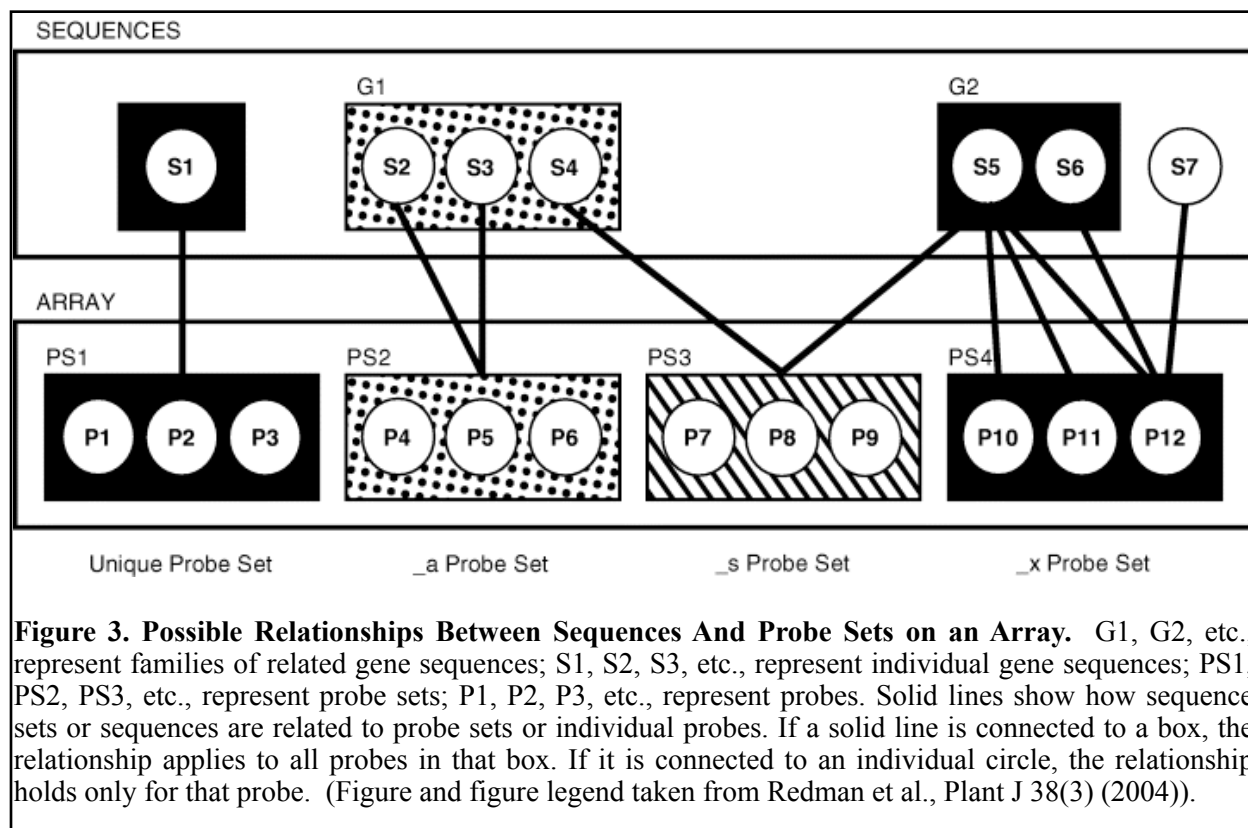 SEQUENCES
G1
G2
S1
S2
S3
S4
S5
S6
S7
ARRAY
PS1
PS2
PS3
PS4
P1
P2
P3
P4
P5
P6
P7
P8
P9
P10
P11
P12
Unique Probe Set
_a Probe Set
_s Probe Set
_x Probe Set
Figure 3. Possible Relationships Between Sequences And Probe Sets on an Array. G1, G2, etc.,
represent families of related gene sequences; S1, S2, S3, etc., represent individual gene sequences; PS1,
PS2, PS3, etc., represent probe sets; P1, P2, P3, etc., represent probes. Solid lines show how sequence
sets or sequences are related to probe sets or individual probes. If a solid line is connected to a box, the
relationship applies to all probes in that box. If it is connected to an individual circle, the relationship
holds only for that probe. (Figure and figure legend taken from Redman et al., Plant J 38(3) (2004)).